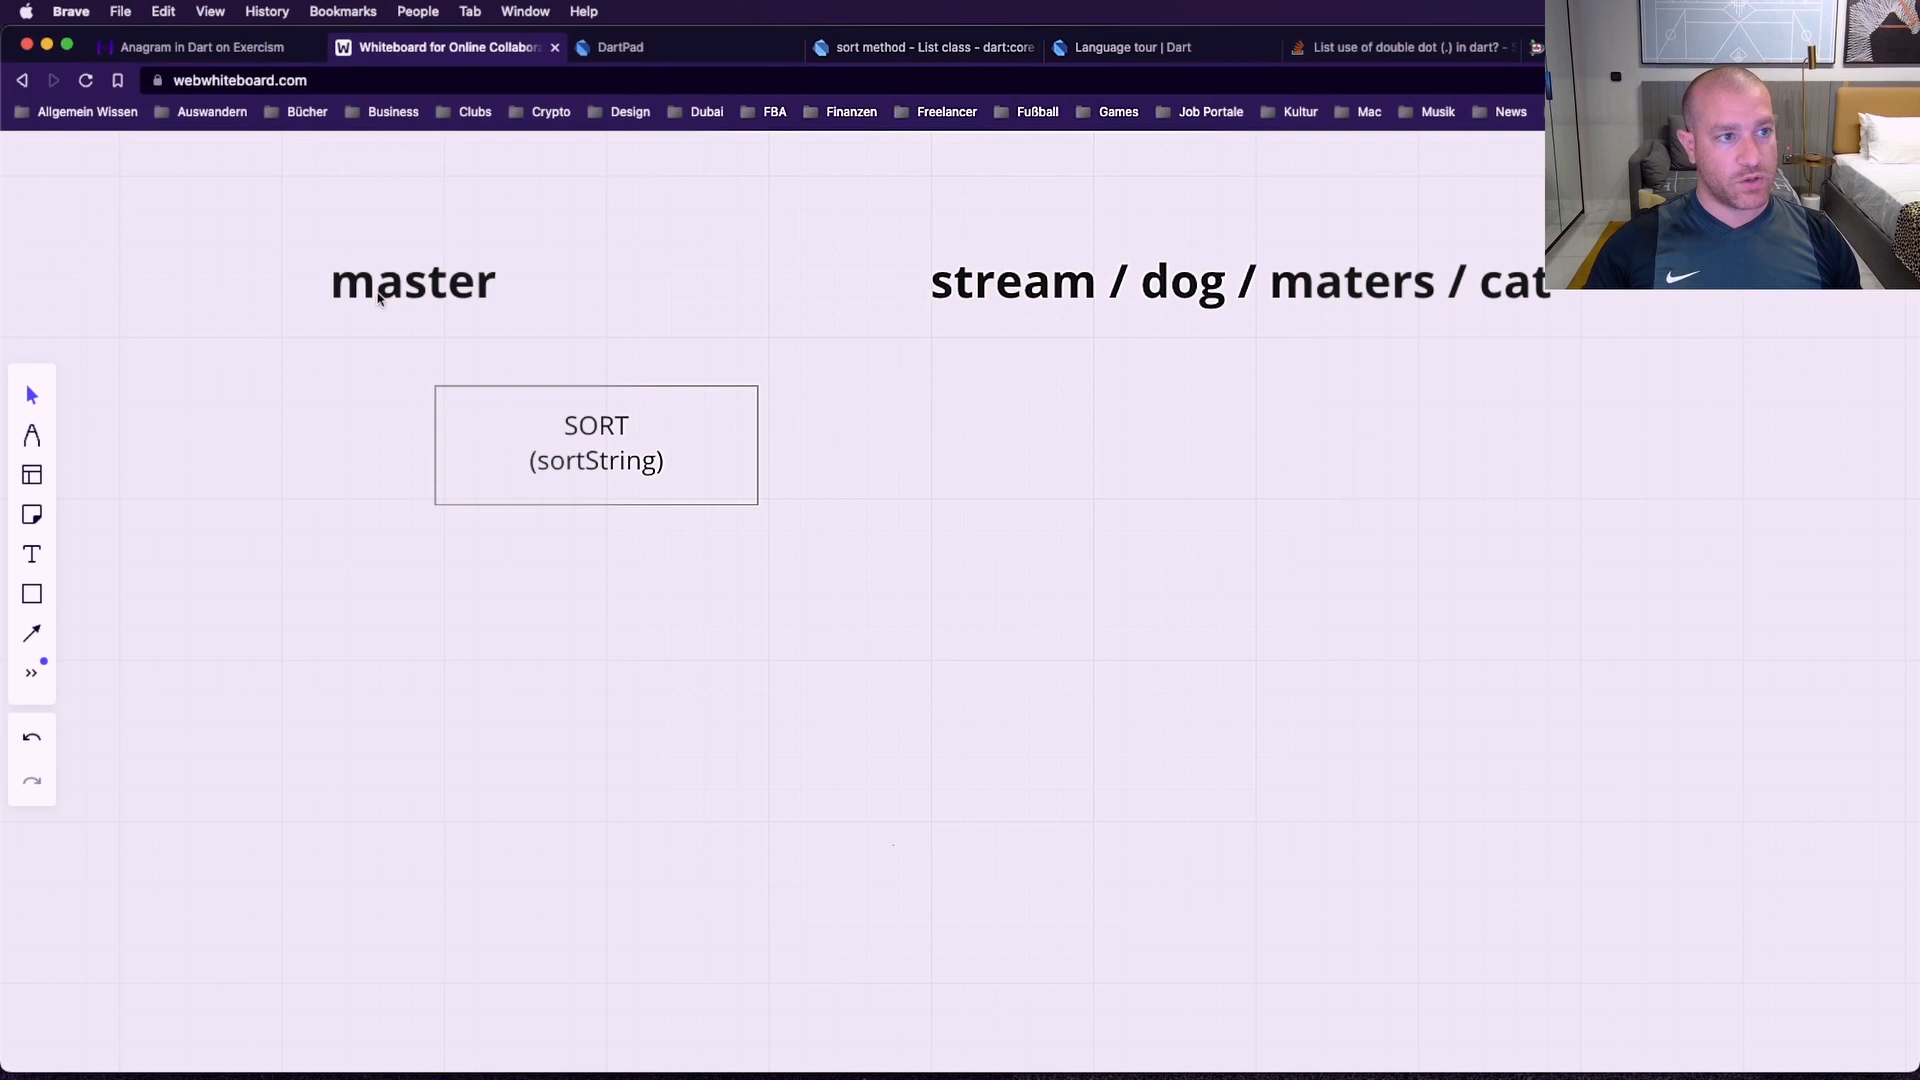 Brave File Edit View History Bookmarks People Tab Window Help
Anagram in Dart on Exercism
Whiteboard for Online Collabor
DartPad
sort method - List class - dart:core
Language tour | Dart
List use of double dot (.) in dart? -
webwhiteboard.com
Allgemein Wissen Auswandern Bücher Business Clubs Crypto Design Dubai FBA Finanzen Freelancer Fußball Games Job Portale Kultur Mac Musik News
master
stream / dog / maters / cat
SORT
(sortString)